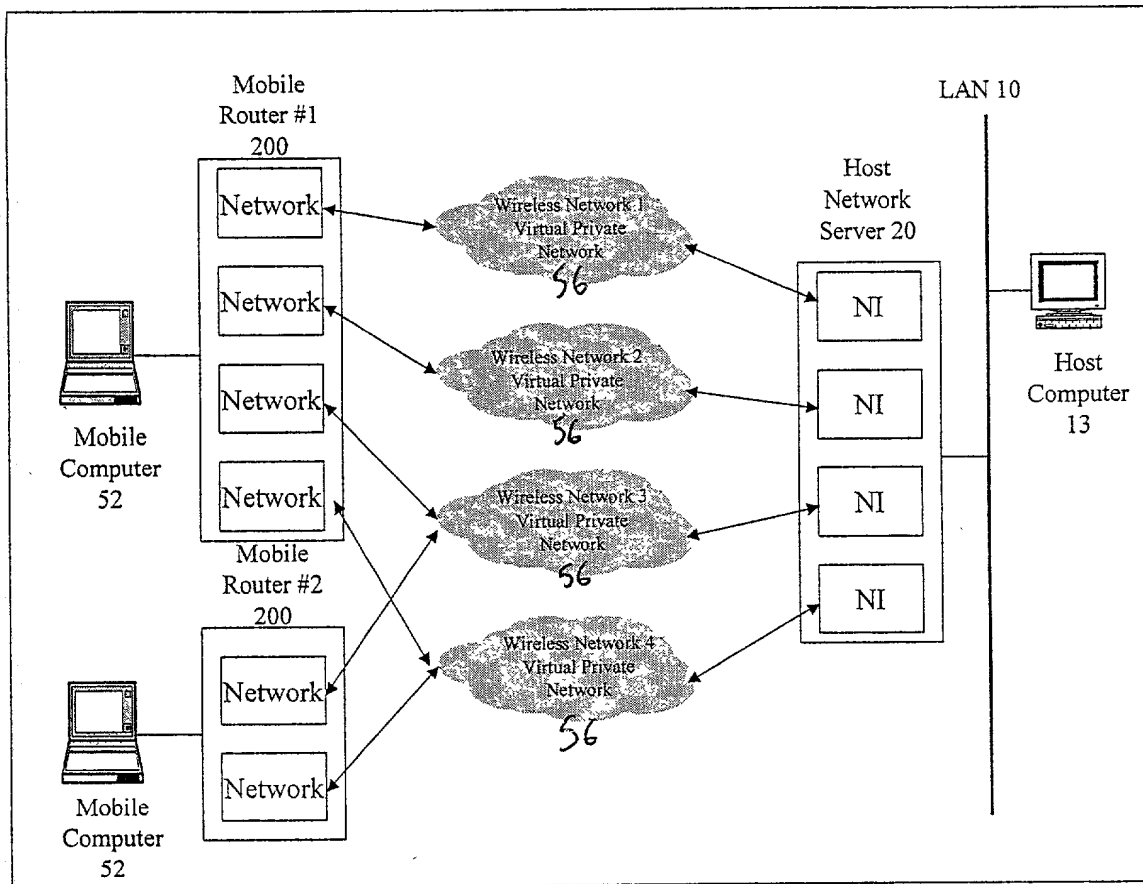 Mobile
Router #1
200
Network
Network
Network
Network
Mobile
Computer
52
Mobile
Router #2
200
Network
Network
Mobile
Computer
52
Wireless Network 1
Virtual Private
Network
56
Wireless Network 2
Virtual Private
Network
56
Wireless Network 3
Virtual Private
Network
56
Wireless Network 4
Virtual Private
Network
56
Host
Network
Server 20
NI
NI
NI
NI
LAN 10
Host
Computer
13